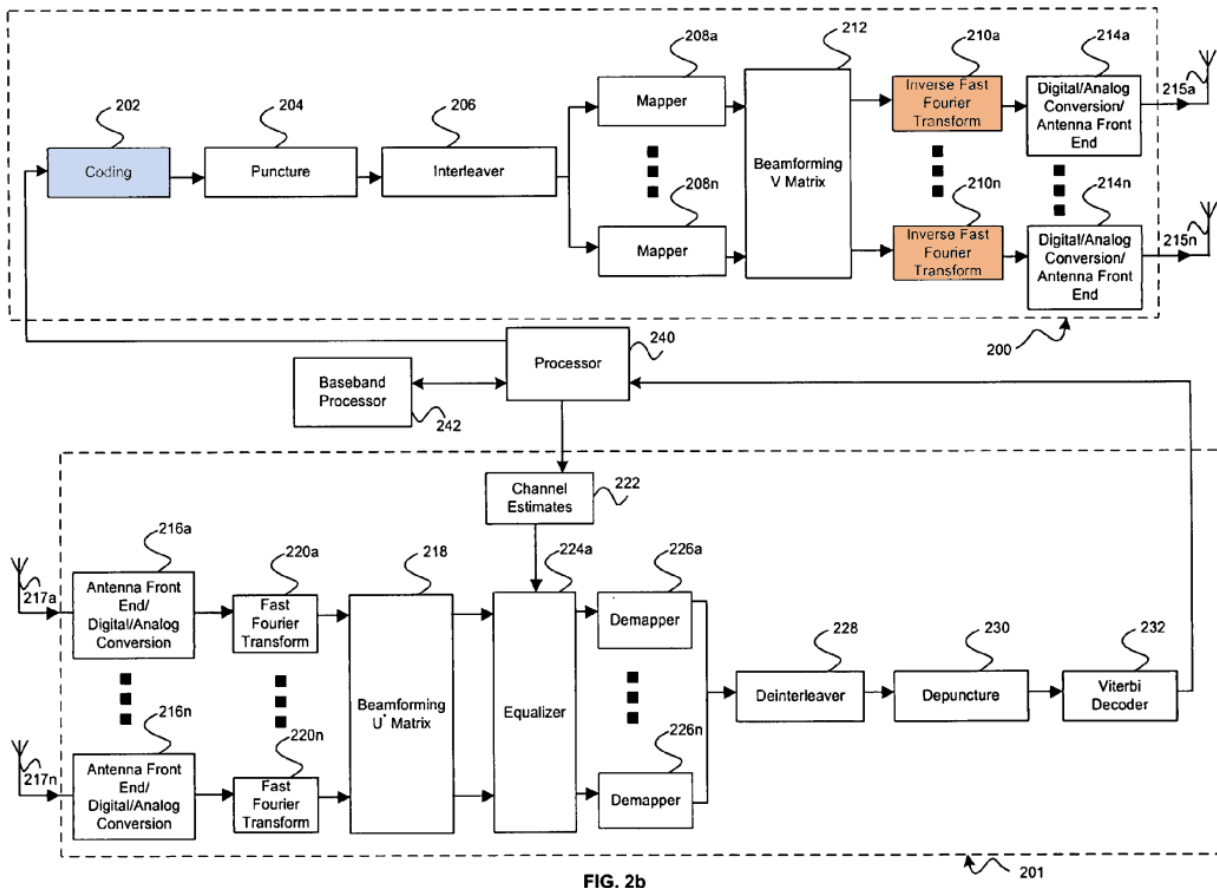 208a
212
210a
214a
202
204
206
Mapper
Inverse Fast
Fourier
Transform
Digital/Analog
Conversion/
Antenna Front
End
215a
Coding
Puncture
Interleaver
Beamforming
V Matrix
208n
210n
214n
Mapper
Inverse Fast
Fourier
Transform
Digital/Analog
Conversion/
Antenna Front
End
215n
200
240
Processor
Baseband
Processor
242
222
Channel
Estimates
216a
220a
218
224a
226a
217a
Antenna Front
End/
Digital/Analog
Conversion
Fast
Fourier
Transform
Demapper
228
230
232
Beamforming
U* Matrix
Equalizer
Deinterleaver
Depuncture
Viterbi
Decoder
216n
220n
226n
217n
Antenna Front
End/
Digital/Analog
Conversion
Fast
Fourier
Transform
Demapper
201
FIG. 2b